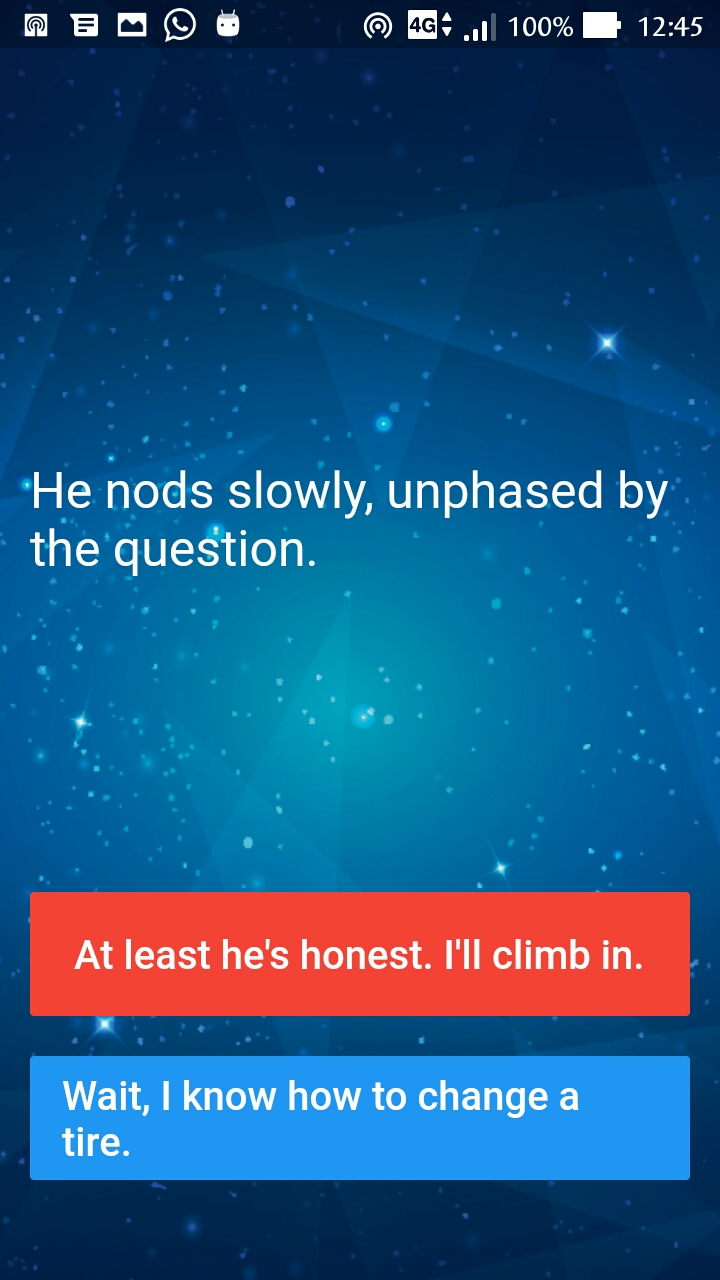 4G 100% 12:45
He nods slowly, unphased by
the question.
At least he's honest. I'll climb in.
Wait, I know how to change a
tire.